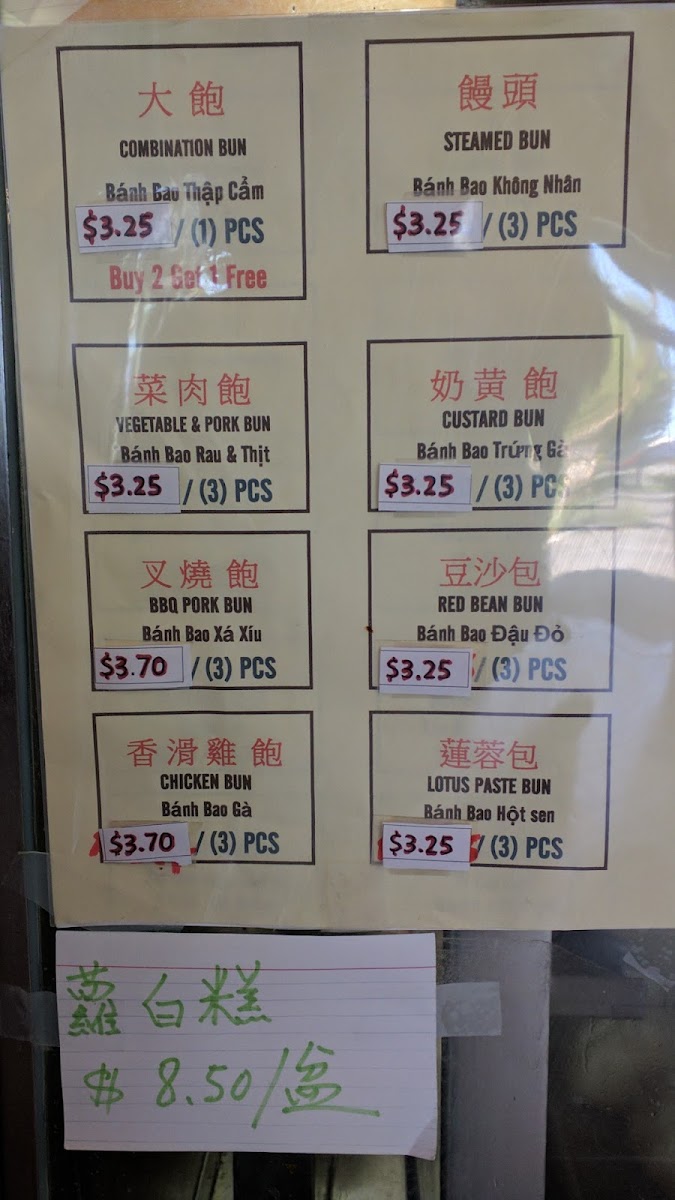 大飽
COMBINATION BUN
Bánh Bao Thập Cẩm
$3.25 / (1) PCS
Buy 2 Get 1 Free
饅頭
STEAMED BUN
Bánh Bao Không Nhân
$3.25 / (3) PCS
菜肉飽
VEGETABLE & PORK BUN
Bánh Bao Rau & Thịt
$3.25 / (3) PCS
奶黄飽
CUSTARD BUN
Bánh Bao Trứng Gà
$3.25 / (3) PCS
叉燒飽
BBQ PORK BUN
Bánh Bao Xá Xíu
$3.70 / (3) PCS
豆沙包
RED BEAN BUN
Bánh Bao Đậu Đỏ
$3.25 / (3) PCS
香滑雞飽
CHICKEN BUN
Bánh Bao Gà
$3.70 / (3) PCS
蓮蓉包
LOTUS PASTE BUN
Bánh Bao Hột sen
$3.25 / (3) PCS
蘿白糕
$8.50/盆